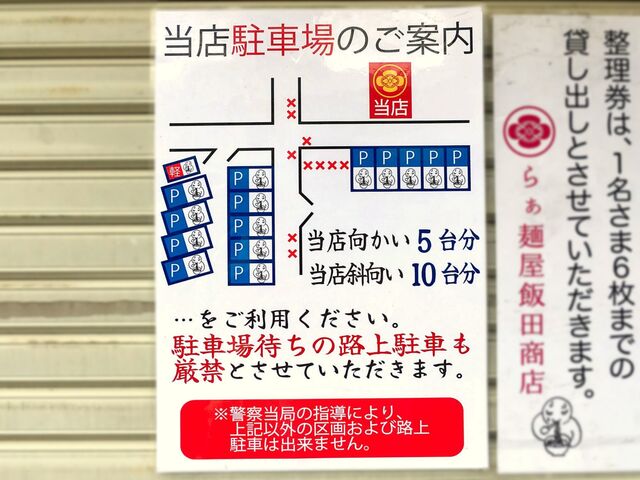 当店駐車場のご案内
当店
軽
P P P P P
P P
P P
P P
P P
P
当店向かい5台分
当店斜向い10台分
…をご利用ください。
駐車場待ちの路上駐車も
厳禁とさせていただきます。
※警察当局の指導により、
上記以外の区画および路上
駐車は出来ません。
整理券は、1名さま6枚までの
貸し出しとさせていただきます。
らぁ麺屋飯田商店